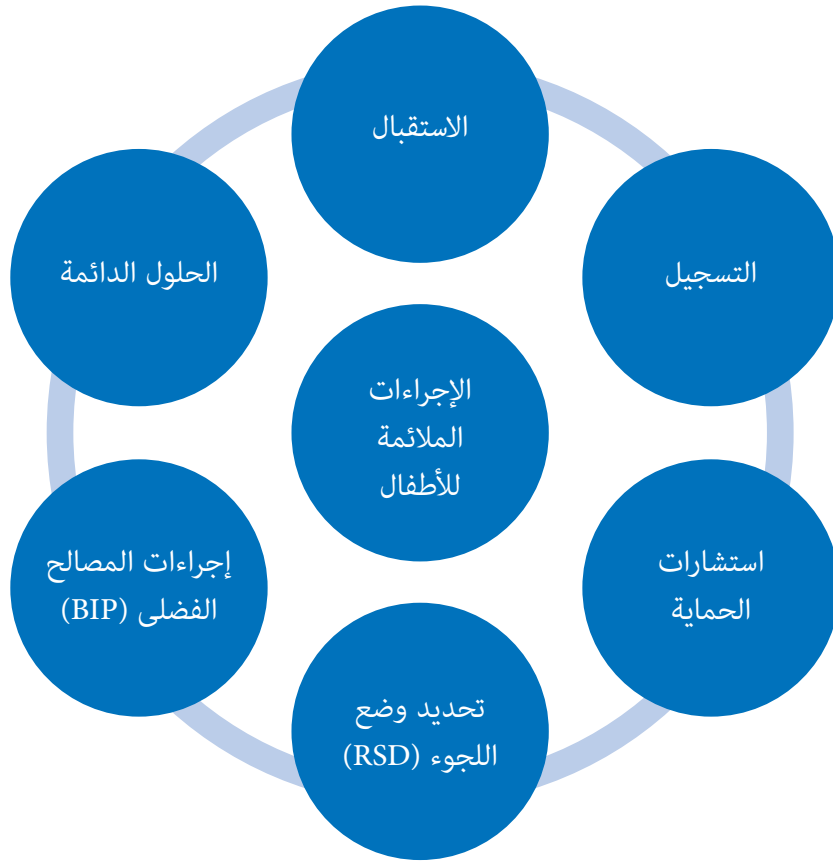 الاستقبال
التسجيل
استشارات
الحماية
تحديد وضع
اللجوء (RSD)
إجراءات المصالح
الفضلى (BIP)
الحلول الدائمة
الإجراءات
الملائمة
للأطفال